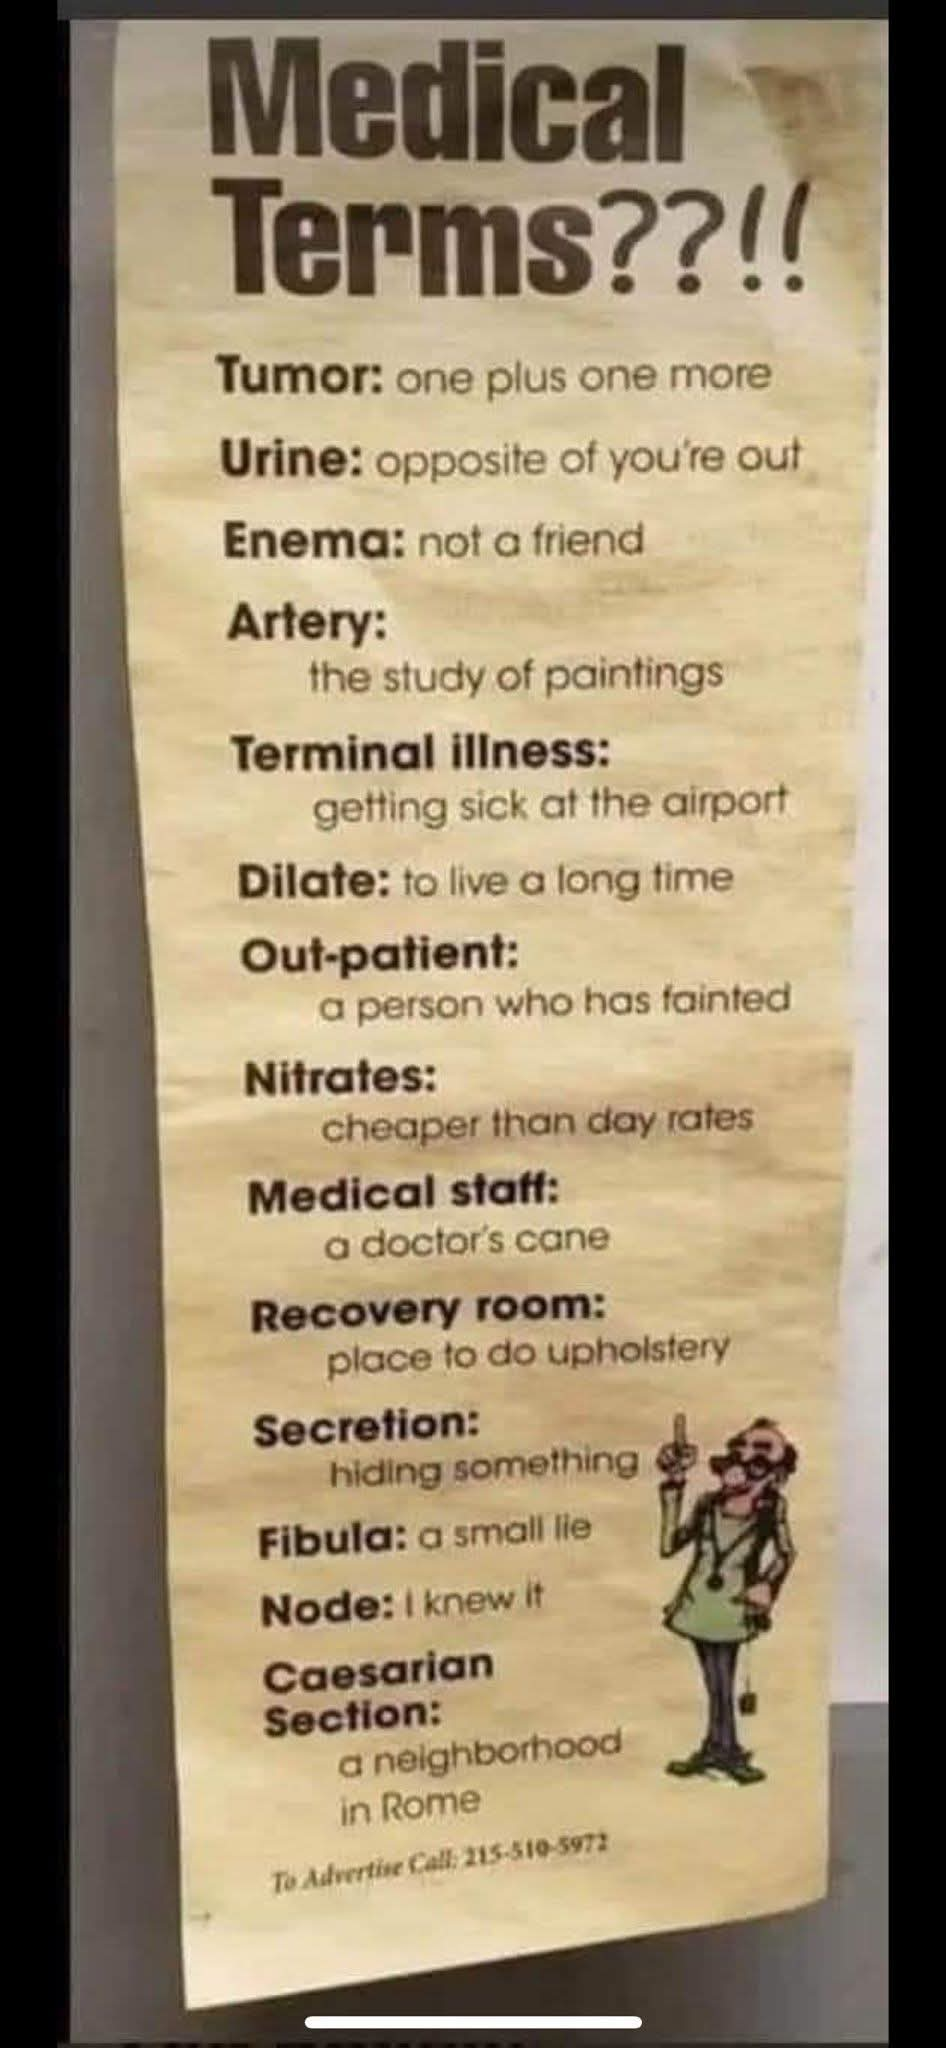 Medical
Terms??!!
Tumor: one plus one more
Urine: opposite of you're out
Enema: not a friend
Artery:
the study of paintings
Terminal illness:
getting sick at the airport
Dilate: to live a long time
Out-patient:
a person who has fainted
Nitrates:
cheaper than day rates
Medical staff:
a doctor's cane
Recovery room:
place to do upholstery
Secretion:
hiding something
Fibula: a small lie
Node: I knew it
Caesarian
Section:
a neighborhood
in Rome
To Advertise Call: 215-510-5972